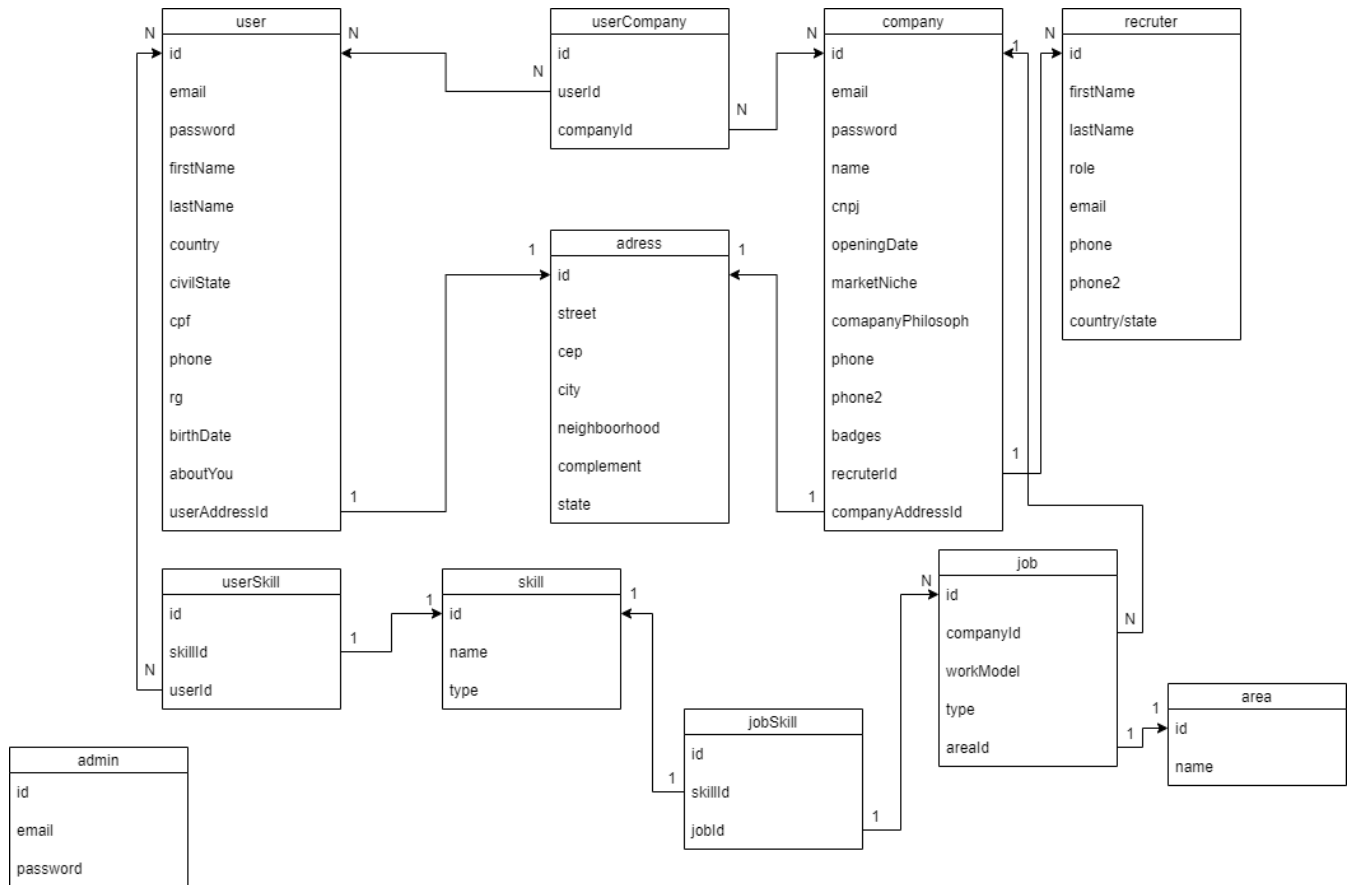 user
id
email
password
firstName
lastName
country
civilState
cpf
phone
rg
birthDate
aboutYou
userAddressId
N
N
userCompany
id
userId
companyId
N
N
company
id
email
password
name
cnpj
openingDate
marketNiche
comapanyPhilosoph
phone
phone2
badges
recruterId
companyAddressId
N
1
1
1
recruter
id
firstName
lastName
role
email
phone
phone2
country/state
N
adress
id
street
cep
city
neighboorhood
complement
state
1
1
1
userSkill
id
skillId
userId
1
N
skill
id
name
type
1
1
jobSkill
id
skillId
jobId
1
1
job
id
companyId
workModel
type
areaId
N
N
1
area
id
name
1
admin
id
email
password